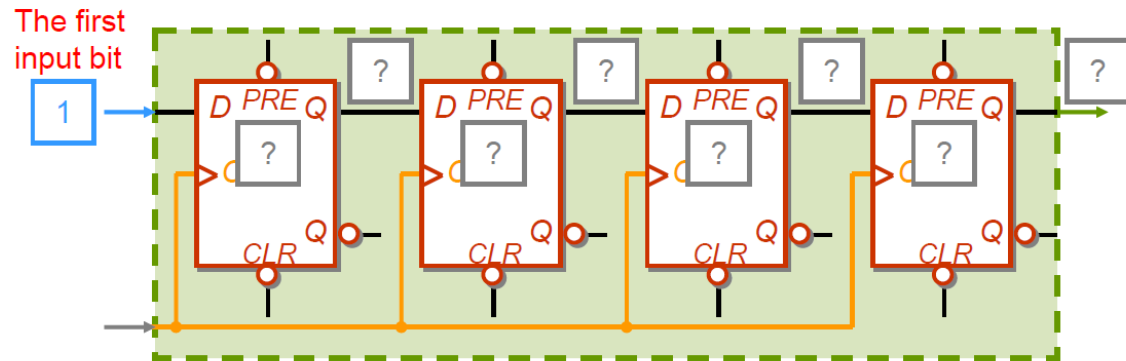 The first
input bit
1
? ? ? ?
D PRE Q D PRE Q D PRE Q D PRE Q
? ? ? ?
C C C C
Q Q Q Q
CLR CLR CLR CLR